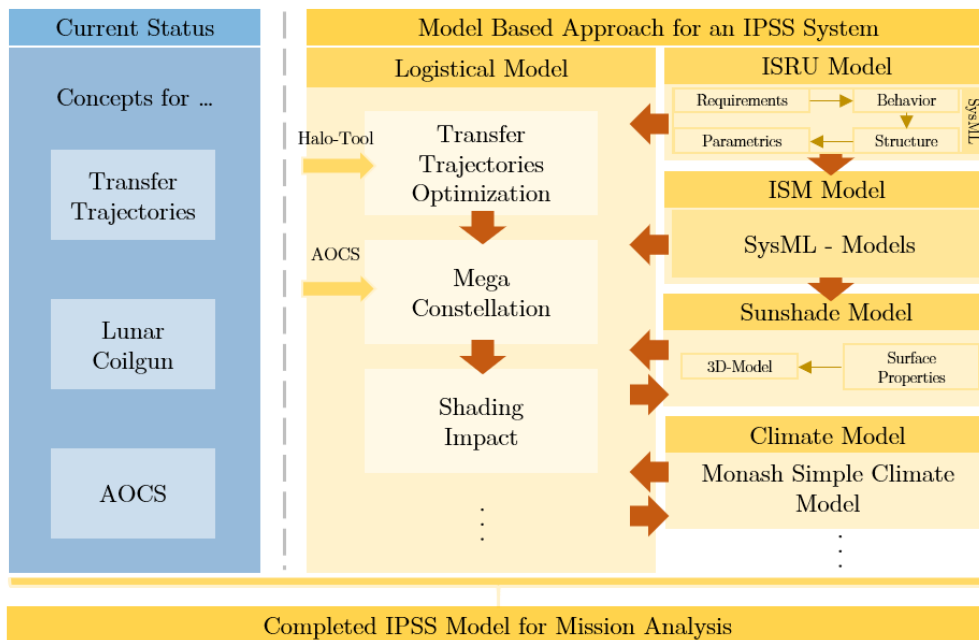 Current Status
Concepts for ...
Transfer
Trajectories
Lunar
Coilgun
AOCS
Model Based Approach for an IPSS System
Logistical Model
Halo-Tool
Transfer
Trajectories
Optimization
AOCS
Mega
Constellation
Shading
Impact
ISRU Model
Requirements
Behavior
Parametrics
Structure
SysML
ISM Model
SysML - Models
Sunshade Model
3D-Model
Surface
Properties
Climate Model
Monash Simple Climate
Model
Completed IPSS Model for Mission Analysis